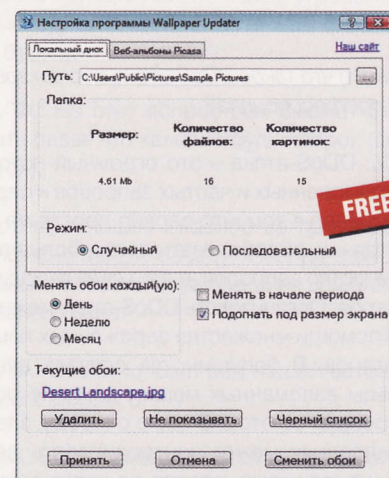 Настройка программы Wallpaper Updater
Локальный диск Веб-альбомы Picasa Наш сайт
Путь: C:\Users\Public\Pictures\Sample Pictures ...
Папка:
Размер: Количество файлов: Количество картинок:
4,61 Mb 16 15
FREE
Режим:
Случайный Последовательный
Менять обои каждый(ую): Менять в начале периода
День Подогнать под размер экрана
Неделю
Месяц
Текущие обои:
Desert Landscape.jpg
Удалить Не показывать Черный список
Принять Отмена Сменить обои